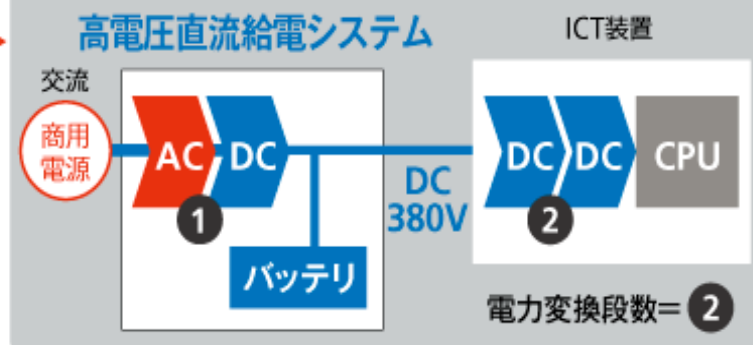 高電圧直流給電システム
ICT装置
交流
商用
電源
AC DC
1
バッテリ
DC
380V
DC DC
2
CPU
電力変換段数=2